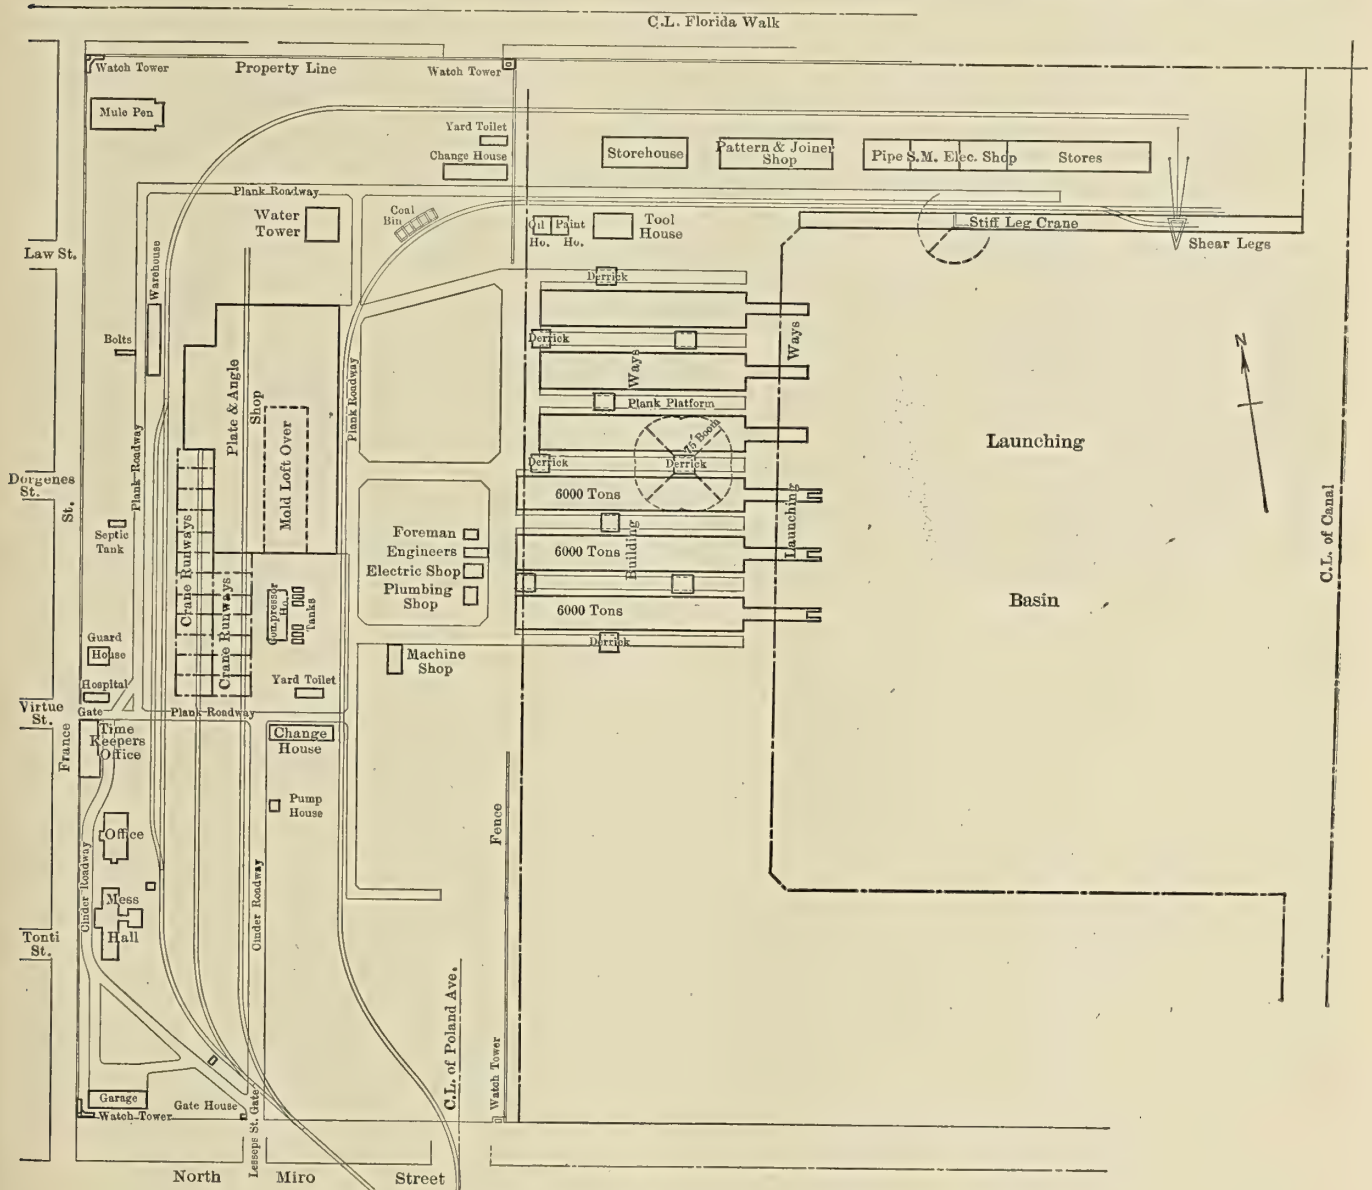 C.L. Florida Walk
Watch Tower
Property Line
Watch Tower
Mule Pen
Yard Toilet
Change House
Storehouse
Pattern & Joiner
Shop
Pipe S.M. Elec. Shop
Stores
Plank Roadway
Water
Tower
Coal
Bin
Oil
Ho.
Paint
Ho.
Tool
House
Stiff Leg Crane
Shear Legs
Law St.
Warehouse
Derrick
Bolts
Derrick
Ways
Ways
N
Plate & Angle
Shop
Plank Roadway
Plank Platform
Mold Loft Over
75' Boom
Launching
Plank Roadway
Derrick
Derrick
Dorgenes
St.
St.
6000 Tons
Septic
Tank
Crane Runways
Foreman
Engineers
Electric Shop
Plumbing
Shop
6000 Tons
Building
Launching
C.L. of Canal
Crane Runways
Compressor
Ho.
Tanks
6000 Tons
Basin
Guard
House
Derrick
Machine
Shop
Hospital
Yard Toilet
Virtue
St.
Gate
Plank Roadway
France
Time
Keepers
Office
Change
House
Pump
House
Fence
Office
Cinder Roadway
Cinder Roadway
Mess
Hall
Tonti
St.
C.L. of Poland Ave.
Watch Tower
Garage
Gate House
Watch Tower
Lesseps St. Gate
North Miro Street